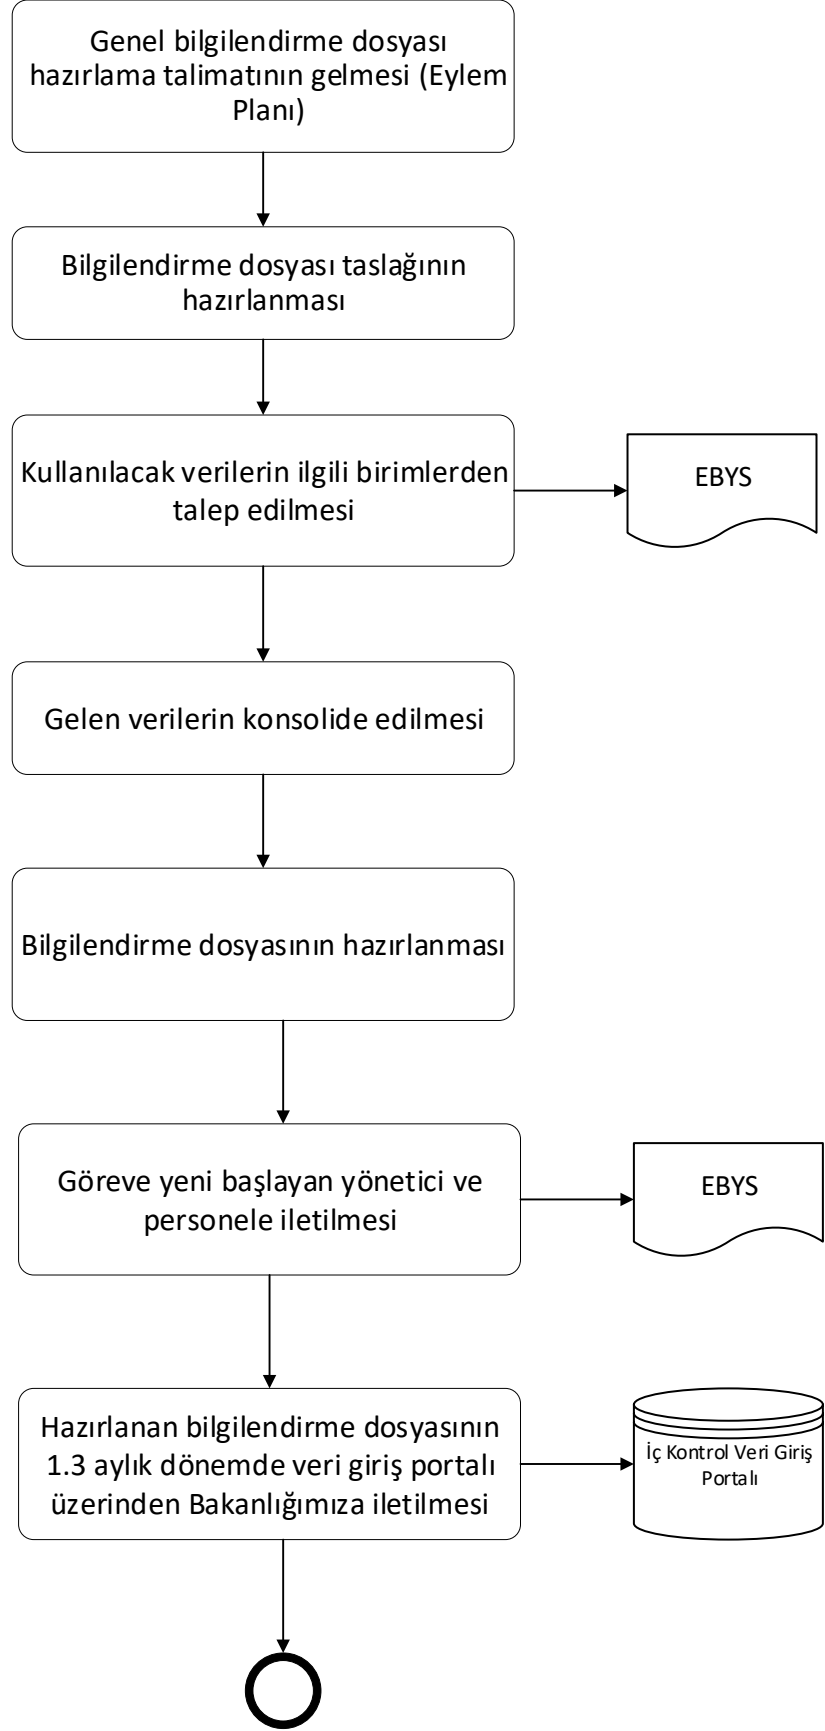 Genel bilgilendirme dosyası
hazırlama talimatının gelmesi (Eylem
Planı)
Bilgilendirme dosyası taslağının
hazırlanması
Kullanılacak verilerin ilgili birimlerden
talep edilmesi
EBYS
Gelen verilerin konsolide edilmesi
Bilgilendirme dosyasının hazırlanması
Göreve yeni başlayan yönetici ve
personele iletilmesi
EBYS
Hazırlanan bilgilendirme dosyasının
1.3 aylık dönemde veri giriş portalı
üzerinden Bakanlığımıza iletilmesi
İç Kontrol Veri Giriş
Portalı